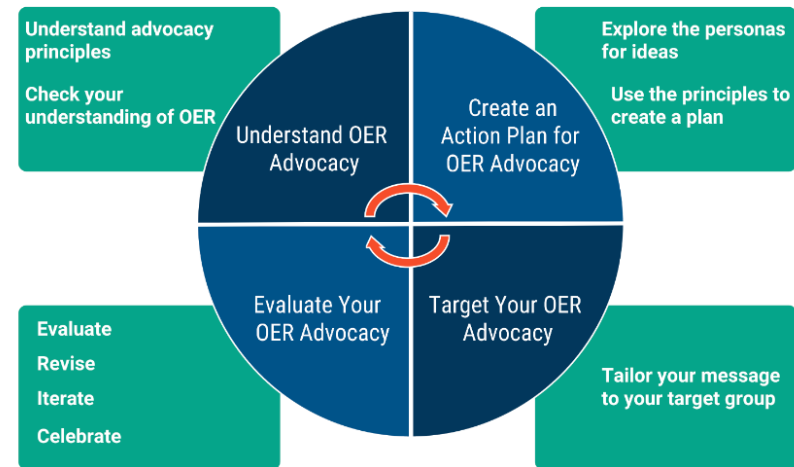 Understand advocacy
principles
Check your
understanding of OER
Understand OER
Advocacy
Create an
Action Plan for
OER Advocacy
Explore the personas
for ideas
Use the principles to
create a plan
Evaluate
Revise
Iterate
Celebrate
Evaluate Your
OER Advocacy
Target Your OER
Advocacy
Tailor your message
to your target group